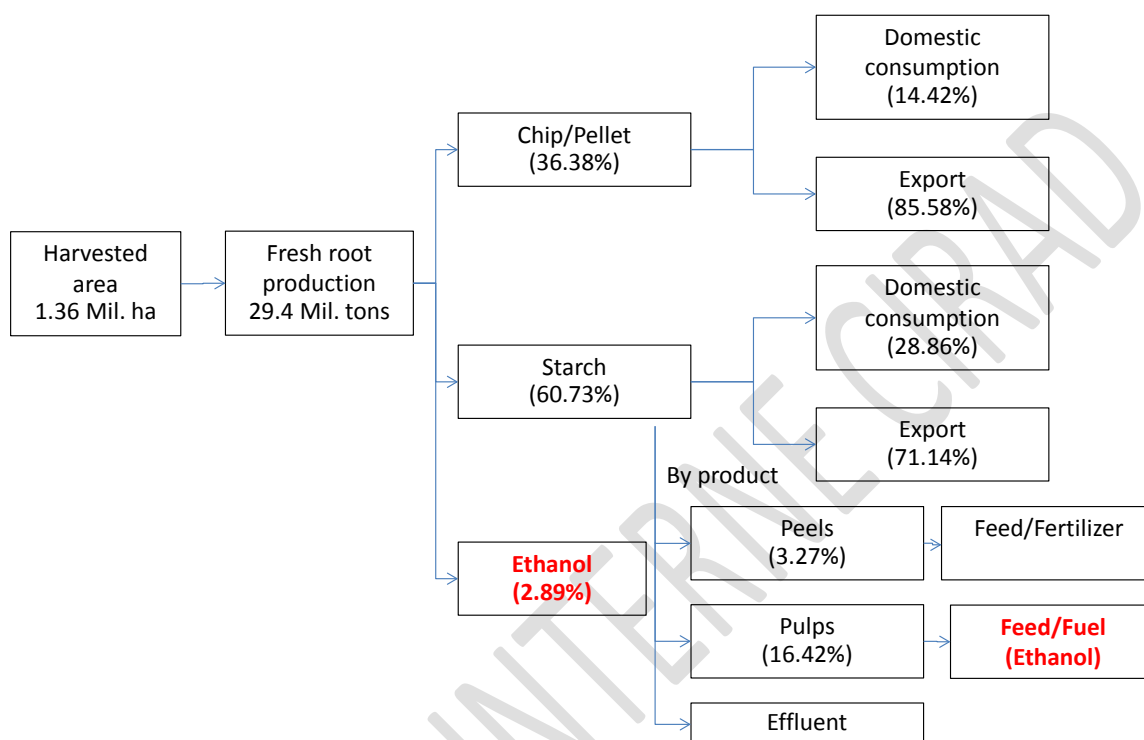 Harvested
area
1.36 Mil. ha
Fresh root
production
29.4 Mil. tons
Chip/Pellet
(36.38%)
Domestic
consumption
(14.42%)
Export
(85.58%)
Starch
(60.73%)
Domestic
consumption
(28.86%)
Export
(71.14%)
By product
Ethanol
(2.89%)
Peels
(3.27%)
Feed/Fertilizer
Pulps
(16.42%)
Feed/Fuel
(Ethanol)
Effluent
INTERNE CIRAD